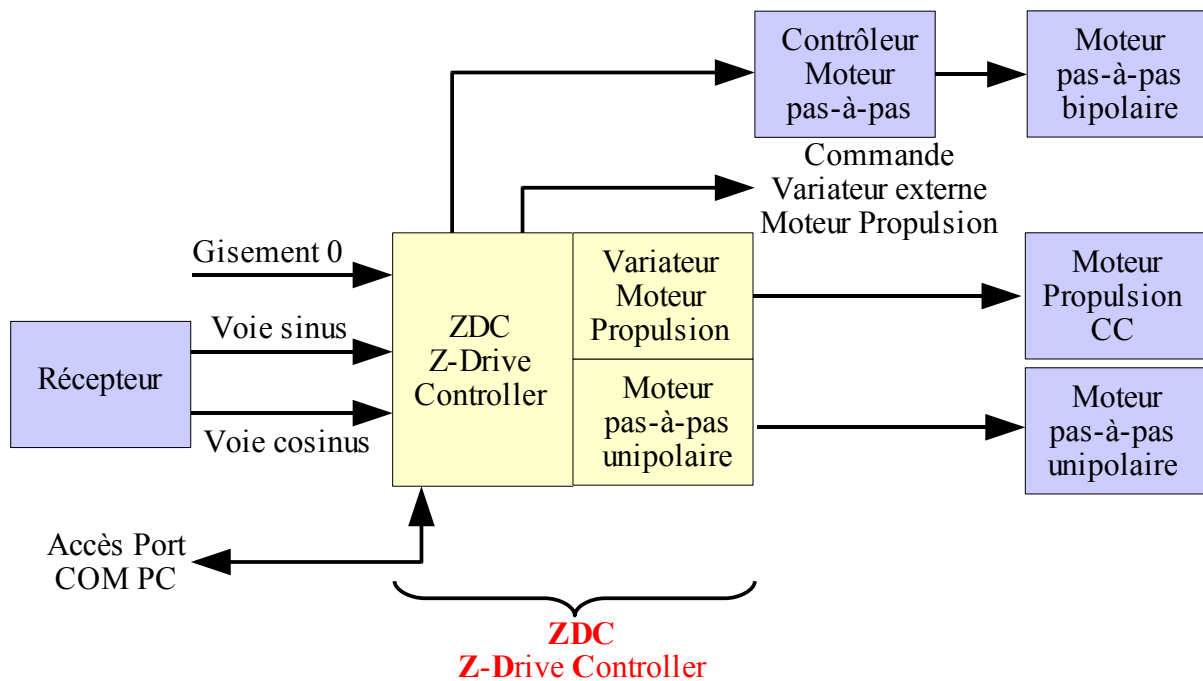 Contrôleur
Moteur
pas-à-pas
Moteur
pas-à-pas
bipolaire
Commande
Variateur externe
Moteur Propulsion
Gisement 0
Voie sinus
Récepteur
Voie cosinus
ZDC
Z-Drive
Controller
Variateur
Moteur
Propulsion
Moteur
pas-à-pas
unipolaire
Moteur
Propulsion
CC
Moteur
pas-à-pas
unipolaire
Accès Port
COM PC
ZDC
Z-Drive Controller